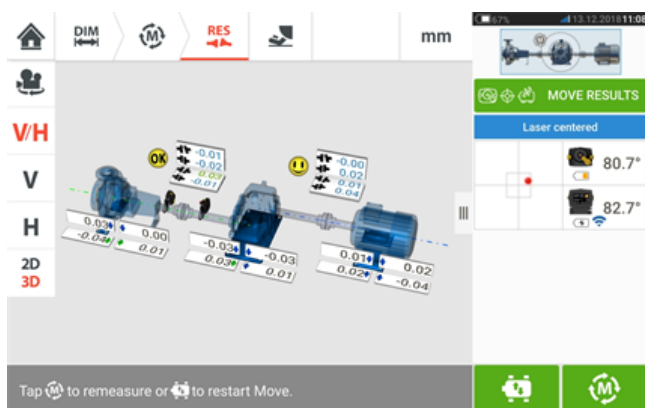 DIM
M
RES
mm
67%
13.12.2018 11:08
V/H
V
H
2D
3D
OK
-0.01
-0.02
0.03
-0.01
-0.00
0.02
0.01
0.04
0.03
0.00
-0.04
0.01
-0.03
-0.03
0.03
0.01
0.01
0.02
0.02
-0.04
MOVE RESULTS
Laser centered
80.7°
82.7°
Tap M to remeasure or to restart Move.
M